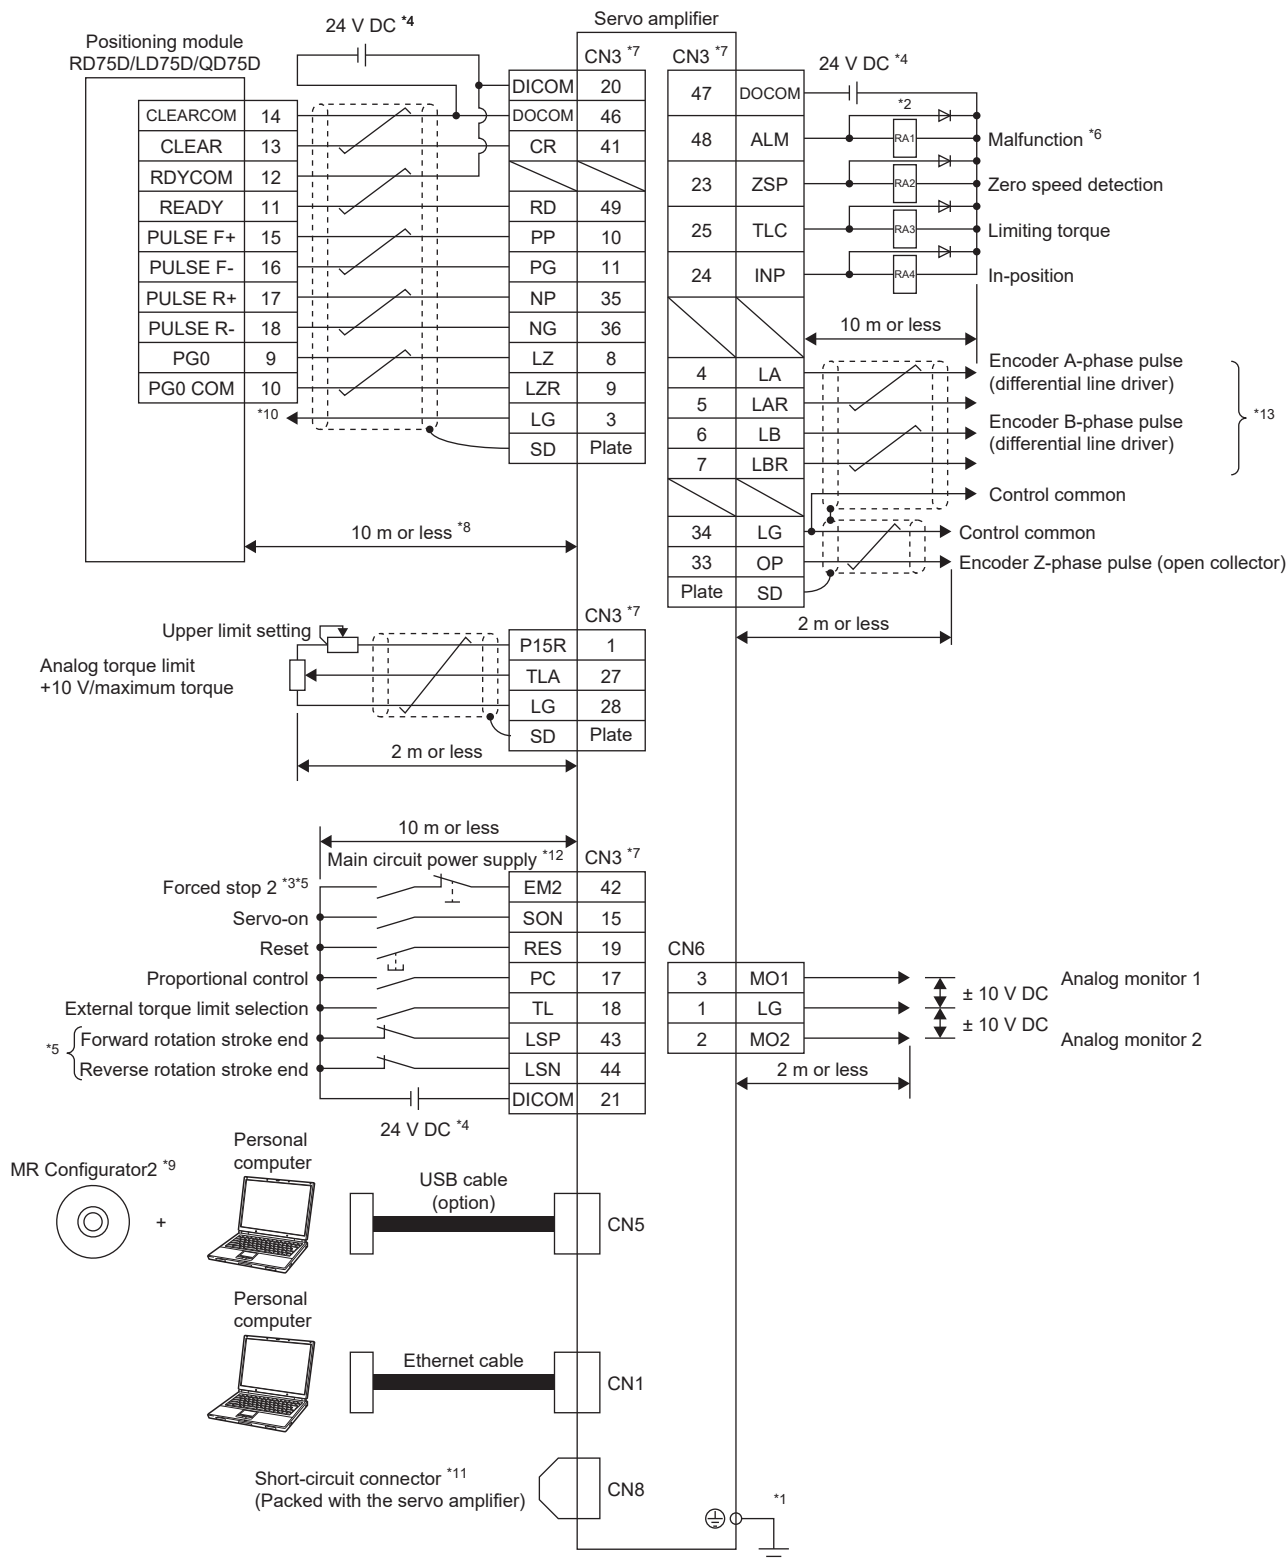 Servo amplifier
24 V DC *4
Positioning module
RD75D/LD75D/QD75D
CN3 *7
DICOM 20
CLEARCOM 14 DOCOM 46
CLEAR 13 CR 41
RDYCOM 12
READY 11 RD 49
PULSE F+ 15 PP 10
PULSE F- 16 PG 11
PULSE R+ 17 NP 35
PULSE R- 18 NG 36
PG0 9 LZ 8
PG0 COM 10 LZR 9
*10 LG 3
SD Plate
10 m or less *8
CN3 *7
24 V DC *4
47 DOCOM
*2
48 ALM RA1 Malfunction *6
23 ZSP RA2 Zero speed detection
25 TLC RA3 Limiting torque
24 INP RA4 In-position
10 m or less
4 LA Encoder A-phase pulse
(differential line driver)
5 LAR
*13
6 LB Encoder B-phase pulse
(differential line driver)
7 LBR
Control common
34 LG Control common
33 OP Encoder Z-phase pulse (open collector)
Plate SD
2 m or less
CN3 *7
Upper limit setting
P15R 1
Analog torque limit
+10 V/maximum torque
TLA 27
LG 28
SD Plate
2 m or less
10 m or less
Main circuit power supply *12
CN3 *7
Forced stop 2 *3*5 EM2 42
Servo-on SON 15
Reset RES 19
Proportional control PC 17
External torque limit selection TL 18
*5
Forward rotation stroke end LSP 43
Reverse rotation stroke end LSN 44
DICOM 21
24 V DC *4
CN6
3 MO1 Analog monitor 1
± 10 V DC
1 LG
± 10 V DC
2 MO2 Analog monitor 2
2 m or less
MR Configurator2 *9
+
Personal
computer
USB cable
(option)
CN5
Personal
computer
Ethernet cable
CN1
Short-circuit connector *11
(Packed with the servo amplifier)
CN8
*1